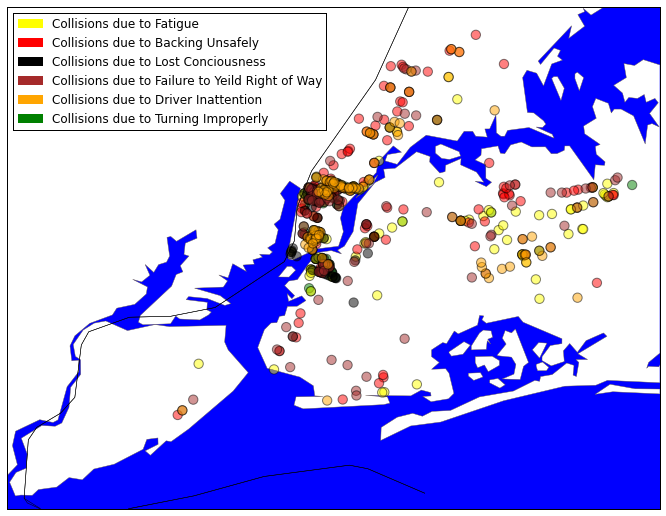 Collisions due to Fatigue
Collisions due to Backing Unsafely
Collisions due to Lost Conciousness
Collisions due to Failure to Yeild Right of Way
Collisions due to Driver Inattention
Collisions due to Turning Improperly